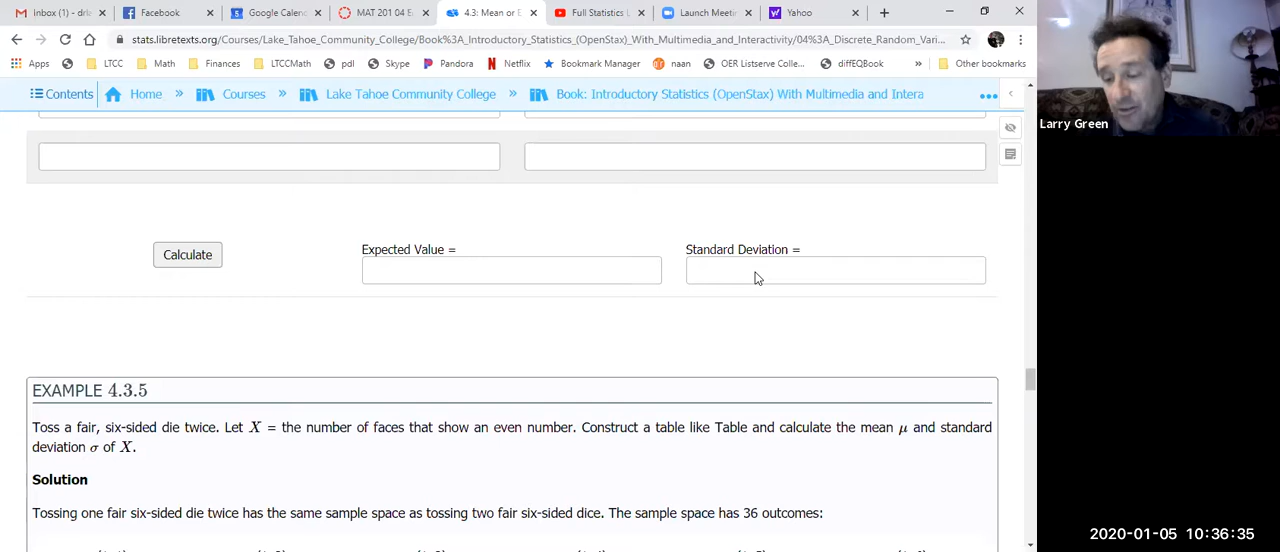 Inbox (1) - drla
Facebook
Google Calenc
MAT 201 04 E
4.3: Mean or E
Full Statistics L
Launch Meeti
Yahoo
stats.libretexts.org/Courses/Lake_Tahoe_Community_College/Book%3A_Introductory_Statistics_(OpenStax)_With_Multimedia_and_Interactivity/04%3A_Discrete_Random_Vari...
Apps LTCC Math Finances LTCCMath pdl Skype Pandora Netflix Bookmark Manager naan OER Listserve Colle... diffEQBook » Other bookmarks
Contents Home » Courses » Lake Tahoe Community College » Book: Introductory Statistics (OpenStax) With Multimedia and Intera
Larry Green
Calculate
Expected Value =
Standard Deviation =
EXAMPLE 4.3.5
Toss a fair, six-sided die twice. Let X = the number of faces that show an even number. Construct a table like Table and calculate the mean μ and standard
deviation σ of X.
Solution
Tossing one fair six-sided die twice has the same sample space as tossing two fair six-sided dice. The sample space has 36 outcomes:
2020-01-05 10:36:35